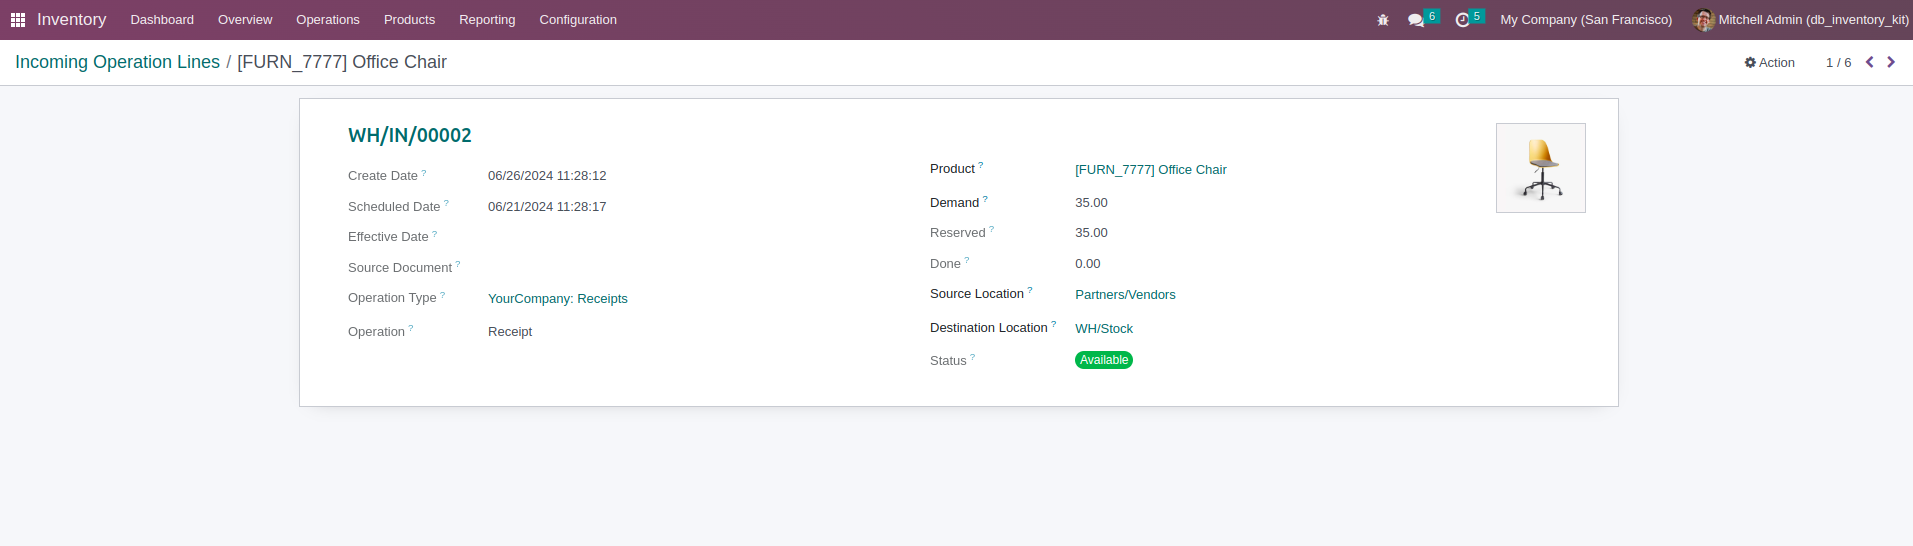 Inventory Dashboard Overview Operations Products Reporting Configuration 6 5 My Company (San Francisco) Mitchell Admin (db_inventory_kit)
Incoming Operation Lines / [FURN_7777] Office Chair Action 1 / 6
WH/IN/00002
Create Date ? 06/26/2024 11:28:12
Scheduled Date ? 06/21/2024 11:28:17
Effective Date ?
Source Document ?
Operation Type ? YourCompany: Receipts
Operation ? Receipt
Product ? [FURN_7777] Office Chair
Demand ? 35.00
Reserved ? 35.00
Done ? 0.00
Source Location ? Partners/Vendors
Destination Location ? WH/Stock
Status ? Available